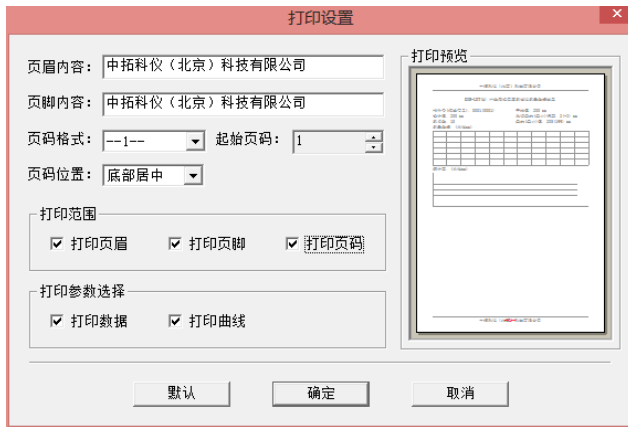 打印设置
页眉内容： 中拓科仪（北京）科技有限公司
页脚内容： 中拓科仪（北京）科技有限公司
页码格式： --1-- 起始页码： 1
页码位置： 底部居中
打印范围
打印页眉 打印页脚 打印页码
打印参数选择
打印数据 打印曲线
打印预览
默认 确定 取消